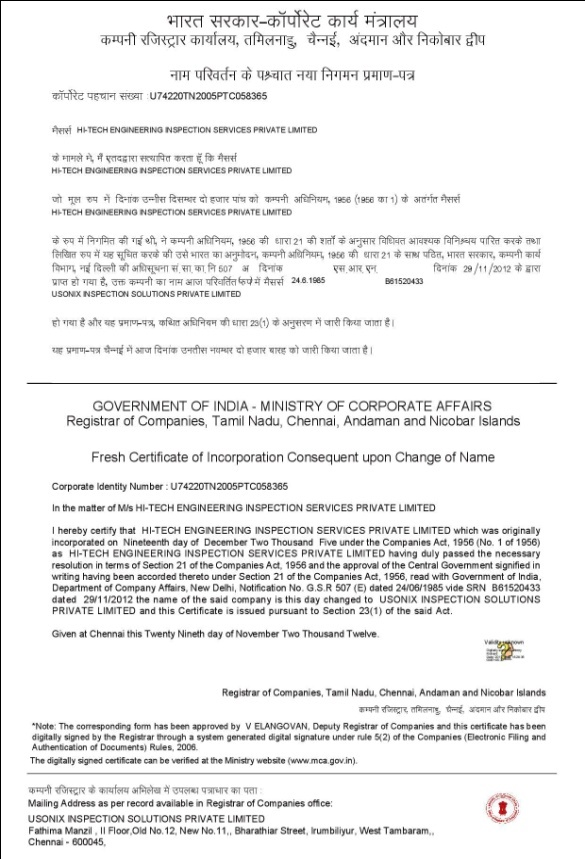 भारत सरकार-कॉर्पोरेट कार्य मंत्रालय
कम्पनी रजिस्ट्रार कार्यालय, तमिलनाडु, चैन्नई, अंदमान और निकोबार द्वीप
नाम परिवर्तन के पश्चात नया निगमन प्रमाण-पत्र
कॉर्पोरेट पहचान सख्या :U74220TN2005PTC058365
मैसर्स HI-TECH ENGINEERING INSPECTION SERVICES PRIVATE LIMITED
के मामले मे, मैं एतदद्वारा सत्यापित करता हूँ कि मैसर्स
HI-TECH ENGINEERING INSPECTION SERVICES PRIVATE LIMITED
जो मूल रुप में दिनांक उन्नीस दिसम्बर दो हजार पांच को कम्पनी अधिनियम, 1956 (1956 का 1) के अंतर्गत मैसर्स
HI-TECH ENGINEERING INSPECTION SERVICES PRIVATE LIMITED
के रुप में निगमित की गई थी, ने कम्पनी अधिनियम, 1956 की धारा 21 की शर्तों के अनुसार विधिवत आवश्यक विनिश्चय पारित करके तथा
लिखित रुप में यह सूचित करके की उसे भारत का अनुमोदन, कम्पनी अधिनियम, 1956 की धारा 21 के साथ पठित, भारत सरकार, कम्पनी कार्य
विभाग, नई दिल्ली की अधिसूचना सं. सा. का. नि 507 अ दिनांक एस.आर.एन. दिनांक 29/11/2012 के द्वारा
प्राप्त हो गया है, उक्त कम्पनी का नाम आज परिवर्तित रुप में मैसर्स 24.6.1985 B61520433
USONIX INSPECTION SOLUTIONS PRIVATE LIMITED
हो गया है और यह प्रमाण-पत्र, कथित अधिनियम की धारा 23(1) के अनुसरण में जारी किया जाता है।
यह प्रमाण-पत्र चैन्नई में आज दिनांक उनतीस नवम्बर दो हजार बारह को जारी किया जाता है।
GOVERNMENT OF INDIA - MINISTRY OF CORPORATE AFFAIRS
Registrar of Companies, Tamil Nadu, Chennai, Andaman and Nicobar Islands
Fresh Certificate of Incorporation Consequent upon Change of Name
Corporate Identity Number : U74220TN2005PTC058365
In the matter of M/s HI-TECH ENGINEERING INSPECTION SERVICES PRIVATE LIMITED
I hereby certify that HI-TECH ENGINEERING INSPECTION SERVICES PRIVATE LIMITED which was originally
incorporated on Nineteenth day of December Two Thousand Five under the Companies Act, 1956 (No. 1 of 1956)
as HI-TECH ENGINEERING INSPECTION SERVICES PRIVATE LIMITED having duly passed the necessary
resolution in terms of Section 21 of the Companies Act, 1956 and the approval of the Central Government signified in
writing having been accorded thereto under Section 21 of the Companies Act, 1956, read with Government of India,
Department of Company Affairs, New Delhi, Notification No. G.S.R 507 (E) dated 24/06/1985 vide SRN B61520433
dated 29/11/2012 the name of the said company is this day changed to USONIX INSPECTION SOLUTIONS
PRIVATE LIMITED and this Certificate is issued pursuant to Section 23(1) of the said Act.
Given at Chennai this Twenty Nineth day of November Two Thousand Twelve.
Validity unknown
Registrar of Companies, Tamil Nadu, Chennai, Andaman and Nicobar Islands
कम्पनी रजिस्ट्रार, तमिलनाडु, चैन्नई, अंदमान और निकोबार द्वीप
*Note: The corresponding form has been approved by V ELANGOVAN, Deputy Registrar of Companies and this certificate has been
digitally signed by the Registrar through a system generated digital signature under rule 5(2) of the Companies (Electronic Filing and
Authentication of Documents) Rules, 2006.
The digitally signed certificate can be verified at the Ministry website (www.mca.gov.in).
कम्पनी रजिस्ट्रार के कार्यालय अभिलेख में उपलब्ध पत्राचार का पता :
Mailing Address as per record available in Registrar of Companies office:
USONIX INSPECTION SOLUTIONS PRIVATE LIMITED
Fathima Manzil , II Floor,Old No.12, New No.11,, Bharathiar Street, Irumbiliyur, West Tambaram,,
Chennai - 600045,